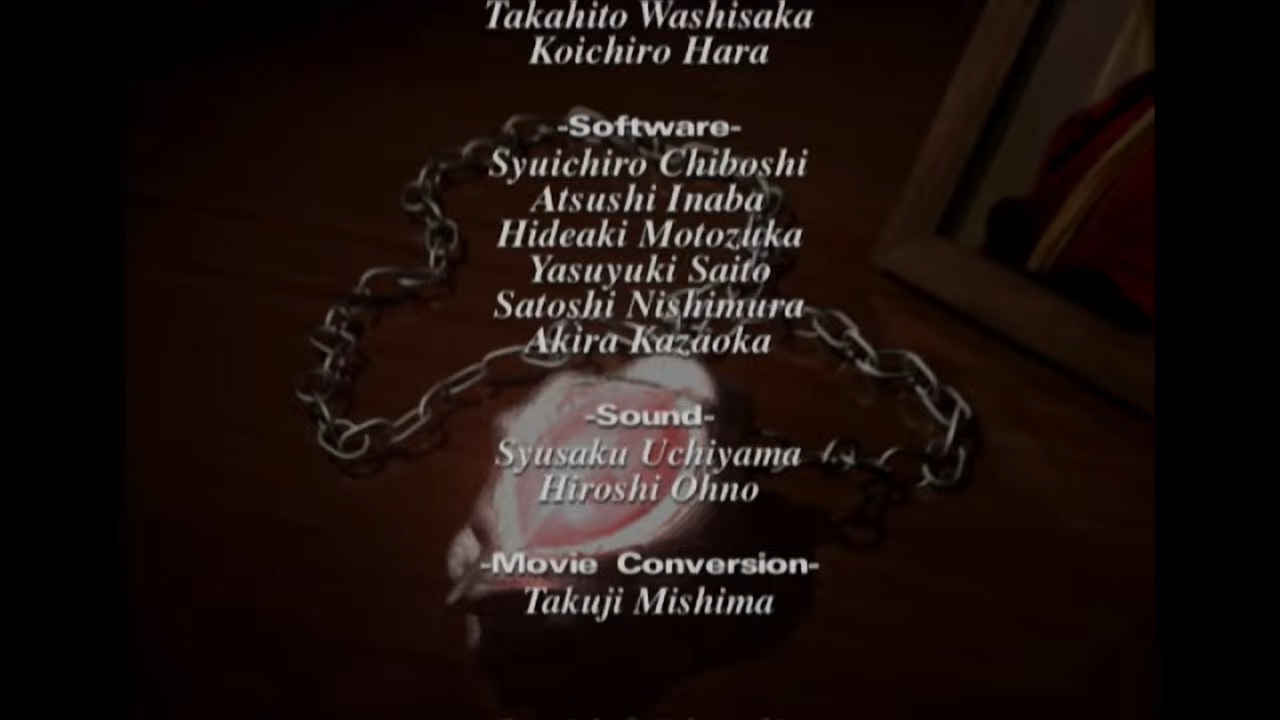 Takahito Washisaka
Koichiro Hara
-Software-
Syuichiro Chiboshi
Atsushi Inaba
Hideaki Motozuka
Yasuyuki Saito
Satoshi Nishimura
Akira Kazaoka
-Sound-
Syusaku Uchiyama
Hiroshi Ohno
-Movie Conversion-
Takuji Mishima